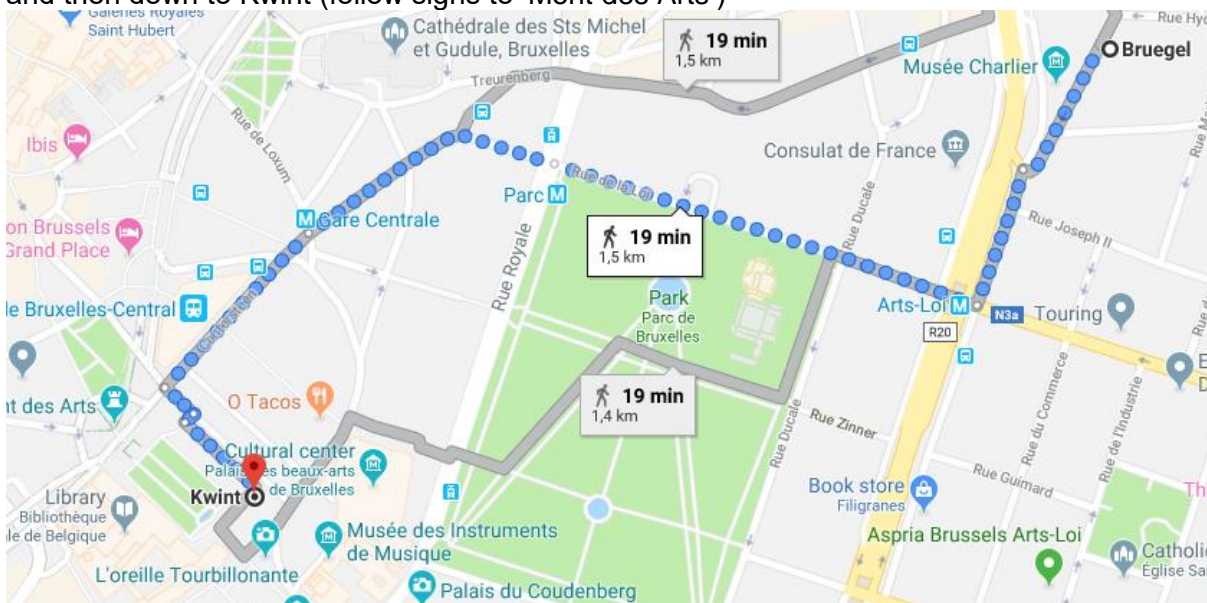 and then down to Kwint (follow signs to 'Mont des Arts')
Galeries Royales
Saint Hubert
Cathédrale des Sts Michel
et Gudule, Bruxelles
19 min
1,5 km
Musée Charlier
Bruegel
Treurenberg
Rue de Loxum
Ibis
Consulat de France
Rue Ducale
Parc
Rue de la Loi
Gare Centrale
on Brussels
Grand Place
19 min
1,5 km
Rue Joseph II
Rue Royale
Park
Parc de
Bruxelles
Arts-Loi
N3a
Touring
R20
le Bruxelles-Central
19 min
1,4 km
nt des Arts
O Tacos
Rue Zinner
Rue du Commerce
Rue de l'Industrie
Rue Ducale
Cultural center
Palais des beaux-arts
de Bruxelles
Kwint
Rue Guimard
Library
Bibliothèque
le de Belgique
Book store
Filigranes
Musée des Instruments
de Musique
Aspria Brussels Arts-Loi
L'oreille Tourbillonante
Palais du Coudenberg